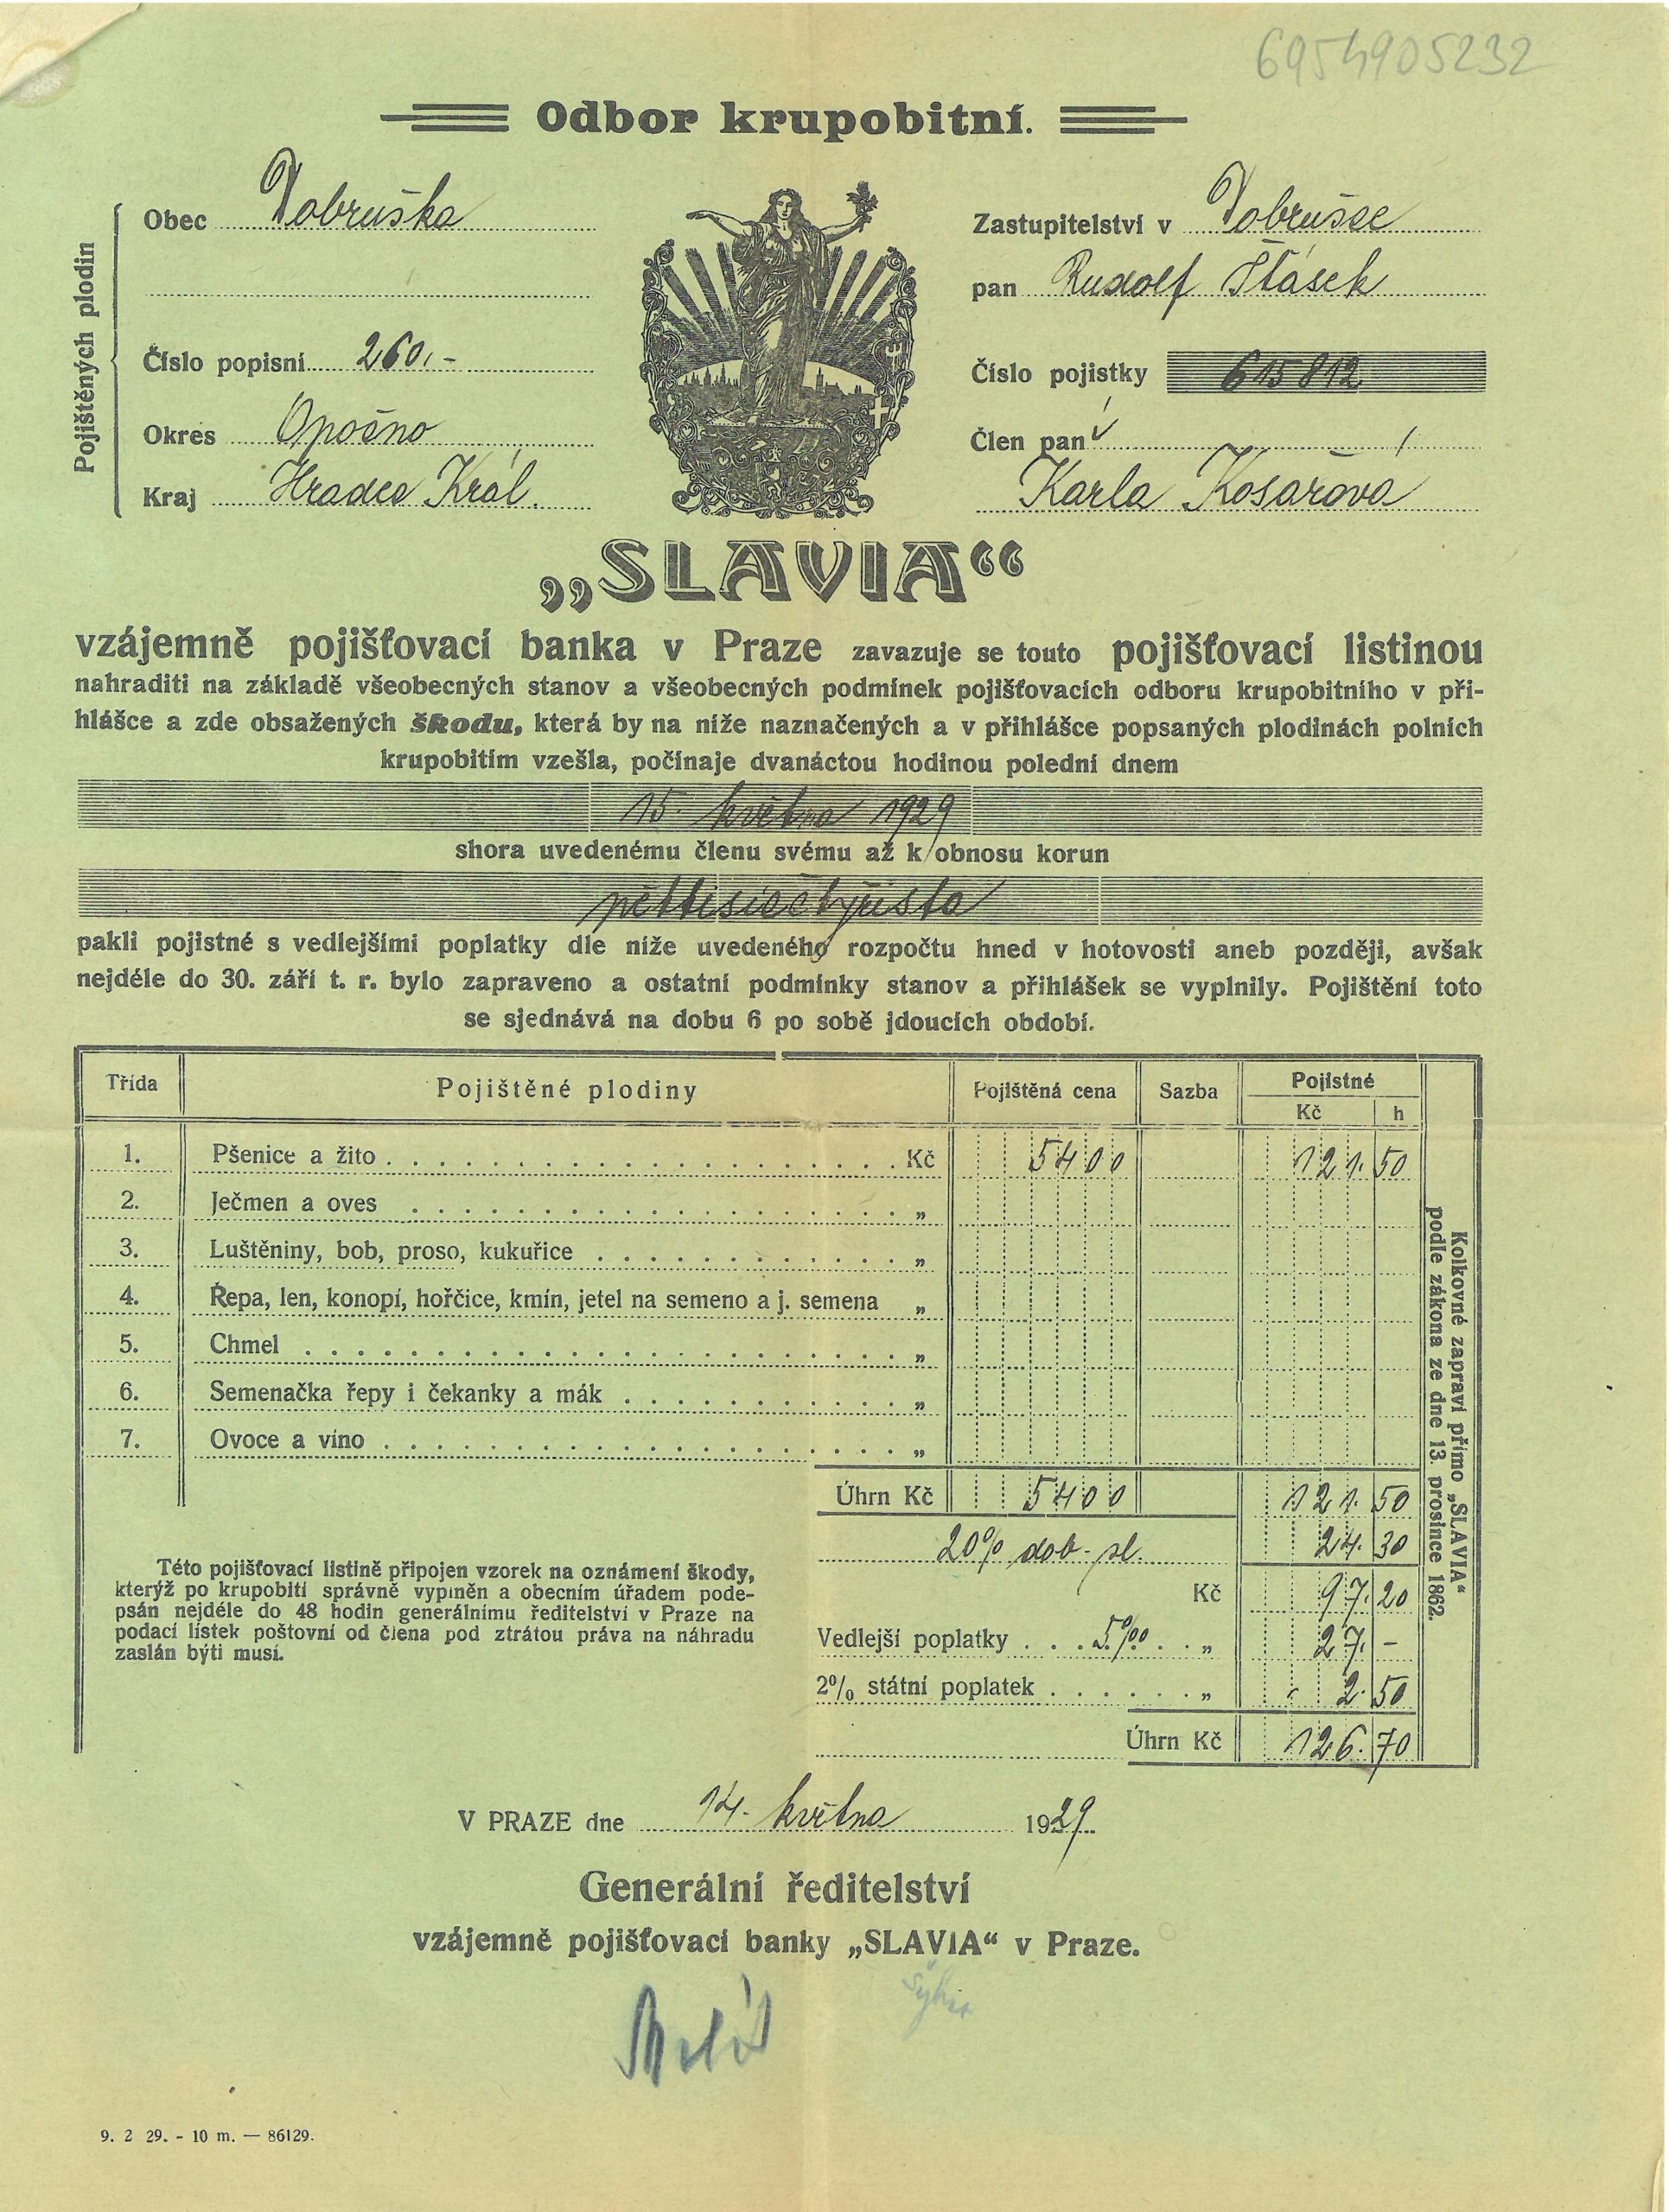 6954905232
Odbor krupobitní.
Pojištěných plodin
Obec Dobruška
Číslo popisní 260.-
Okres Opočno
Kraj Hradec Král.
Zastupitelství v Dobrušce
pan Rudolf Šťásek
Číslo pojistky 615812
Člen paní
Karla Kosařová
„SLAVIA“
vzájemně pojišťovací banka v Praze zavazuje se touto pojišťovací listinou
nahraditi na základě všeobecných stanov a všeobecných podmínek pojišťovacích odboru krupobitního v při-
hlášce a zde obsažených škodu, která by na níže naznačených a v přihlášce popsaných plodinách polních
krupobitím vzešla, počínaje dvanáctou hodinou polední dnem
15. května 1929
shora uvedenému členu svému až k obnosu korun
pěttisícčtyřista
pakli pojistné s vedlejšími poplatky dle níže uvedeného rozpočtu hned v hotovosti aneb později, avšak
nejdéle do 30. září t. r. bylo zapraveno a ostatní podmínky stanov a přihlášek se vyplnily. Pojištění toto
se sjednává na dobu 6 po sobě jdoucích období.
Třída Pojištěné plodiny Pojištěná cena Sazba Pojistné
Kč h
1. Pšenice a žito Kč 5400 121. 50
2. Ječmen a oves „
3. Luštěniny, bob, proso, kukuřice „
4. Řepa, len, konopí, hořčice, kmín, jetel na semeno a j. semena „
5. Chmel „
6. Semenačka řepy i čekanky a mák „
7. Ovoce a víno „
Úhrn Kč 5400 121. 50
20% dob. sl. 24. 30
Kč 97. 20
Vedlejší poplatky 5‰ „ 27. -
2% státní poplatek „ 2. 50
Úhrn Kč 126. 70
Kolkovné zapraví přímo „SLAVIA“
podle zákona ze dne 13. prosince 1862.
Této pojišťovací listině připojen vzorek na oznámení škody,
kterýž po krupobití správně vyplněn a obecním úřadem pode-
psán nejdéle do 48 hodin generálnímu ředitelství v Praze na
podací lístek poštovní od člena pod ztrátou práva na náhradu
zaslán býti musí.
V PRAZE dne 14. května 1929.
Generální ředitelství
vzájemně pojišťovací banky „SLAVIA“ v Praze.
9. 2 29. - 10 m. — 86129.